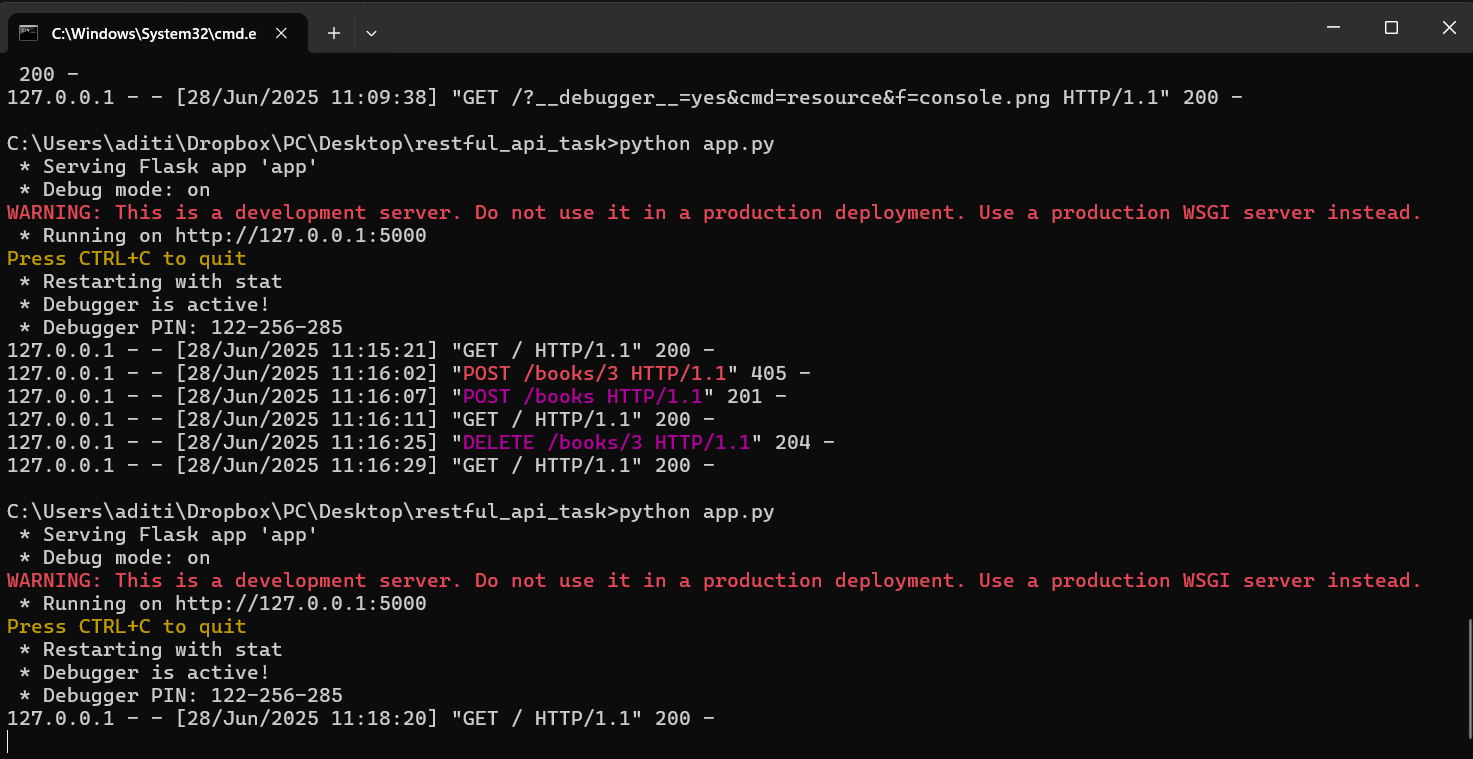 C:\Windows\System32\cmd.e
200 -
127.0.0.1 - - [28/Jun/2025 11:09:38] "GET /?__debugger__=yes&cmd=resource&f=console.png HTTP/1.1" 200 -
C:\Users\aditi\Dropbox\PC\Desktop\restful_api_task>python app.py
* Serving Flask app 'app'
* Debug mode: on
WARNING: This is a development server. Do not use it in a production deployment. Use a production WSGI server instead.
* Running on http://127.0.0.1:5000
Press CTRL+C to quit
* Restarting with stat
* Debugger is active!
* Debugger PIN: 122-256-285
127.0.0.1 - - [28/Jun/2025 11:15:21] "GET / HTTP/1.1" 200 -
127.0.0.1 - - [28/Jun/2025 11:16:02] "POST /books/3 HTTP/1.1" 405 -
127.0.0.1 - - [28/Jun/2025 11:16:07] "POST /books HTTP/1.1" 201 -
127.0.0.1 - - [28/Jun/2025 11:16:11] "GET / HTTP/1.1" 200 -
127.0.0.1 - - [28/Jun/2025 11:16:25] "DELETE /books/3 HTTP/1.1" 204 -
127.0.0.1 - - [28/Jun/2025 11:16:29] "GET / HTTP/1.1" 200 -
C:\Users\aditi\Dropbox\PC\Desktop\restful_api_task>python app.py
* Serving Flask app 'app'
* Debug mode: on
WARNING: This is a development server. Do not use it in a production deployment. Use a production WSGI server instead.
* Running on http://127.0.0.1:5000
Press CTRL+C to quit
* Restarting with stat
* Debugger is active!
* Debugger PIN: 122-256-285
127.0.0.1 - - [28/Jun/2025 11:18:20] "GET / HTTP/1.1" 200 -